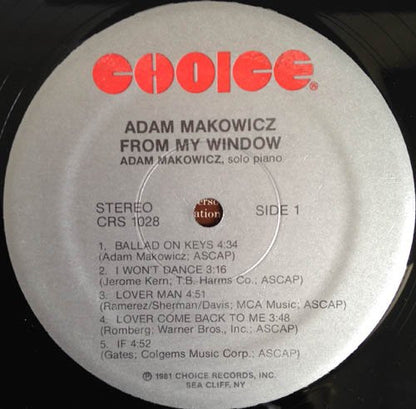 CHOICE®
ADAM MAKOWICZ
FROM MY WINDOW
ADAM MAKOWICZ, solo piano
STEREO
CRS 1028
SIDE 1
1. BALLAD ON KEYS 4:34
(Adam Makowicz; ASCAP)
2. I WON'T DANCE 3:16
(Jerome Kern; T.B. Harms Co.; ASCAP)
3. LOVER MAN 4:51
(Ramerez/Sherman/Davis; MCA Music; ASCAP)
4. LOVER COME BACK TO ME 3:48
(Romberg; Warner Bros., Inc.: ASCAP)
5. IF 4:52
(Gates; Colgems Music Corp.; ASCAP)
℗ 1981 CHOICE RECORDS, INC.
SEA CLIFF, NY